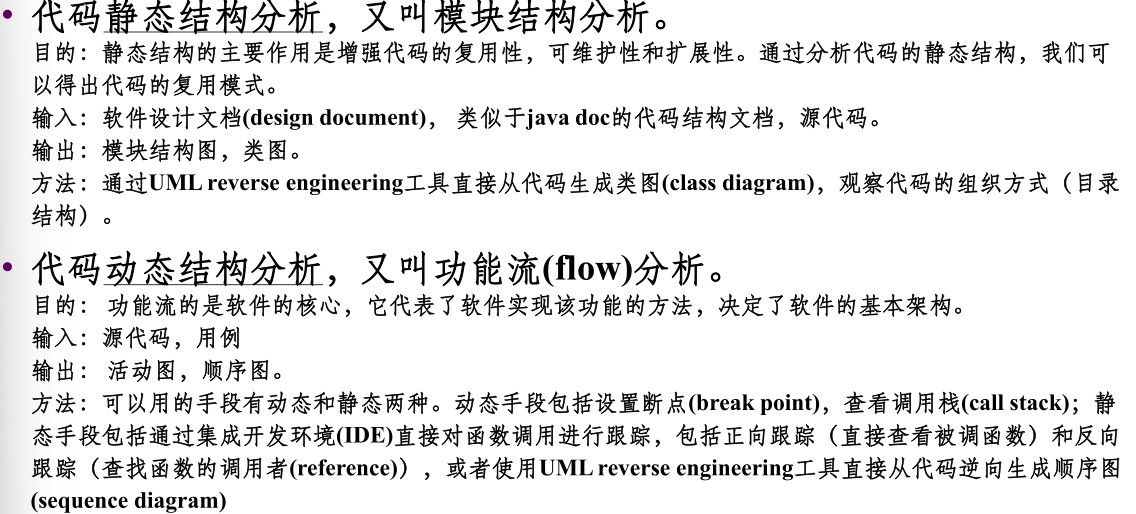 • 代码静态结构分析，又叫模块结构分析。
目的：静态结构的主要作用是增强代码的复用性，可维护性和扩展性。通过分析代码的静态结构，我们可
以得出代码的复用模式。
输入：软件设计文档(design document)， 类似于java doc的代码结构文档，源代码。
输出：模块结构图，类图。
方法：通过UML reverse engineering工具直接从代码生成类图(class diagram)，观察代码的组织方式（目录
结构）。
• 代码动态结构分析，又叫功能流(flow)分析。
目的： 功能流的是软件的核心，它代表了软件实现该功能的方法，决定了软件的基本架构。
输入：源代码，用例
输出： 活动图，顺序图。
方法：可以用的手段有动态和静态两种。动态手段包括设置断点(break point)，查看调用栈(call stack)；静
态手段包括通过集成开发环境(IDE)直接对函数调用进行跟踪，包括正向跟踪（直接查看被调函数）和反向
跟踪（查找函数的调用者(reference)），或者使用UML reverse engineering工具直接从代码逆向生成顺序图
(sequence diagram)